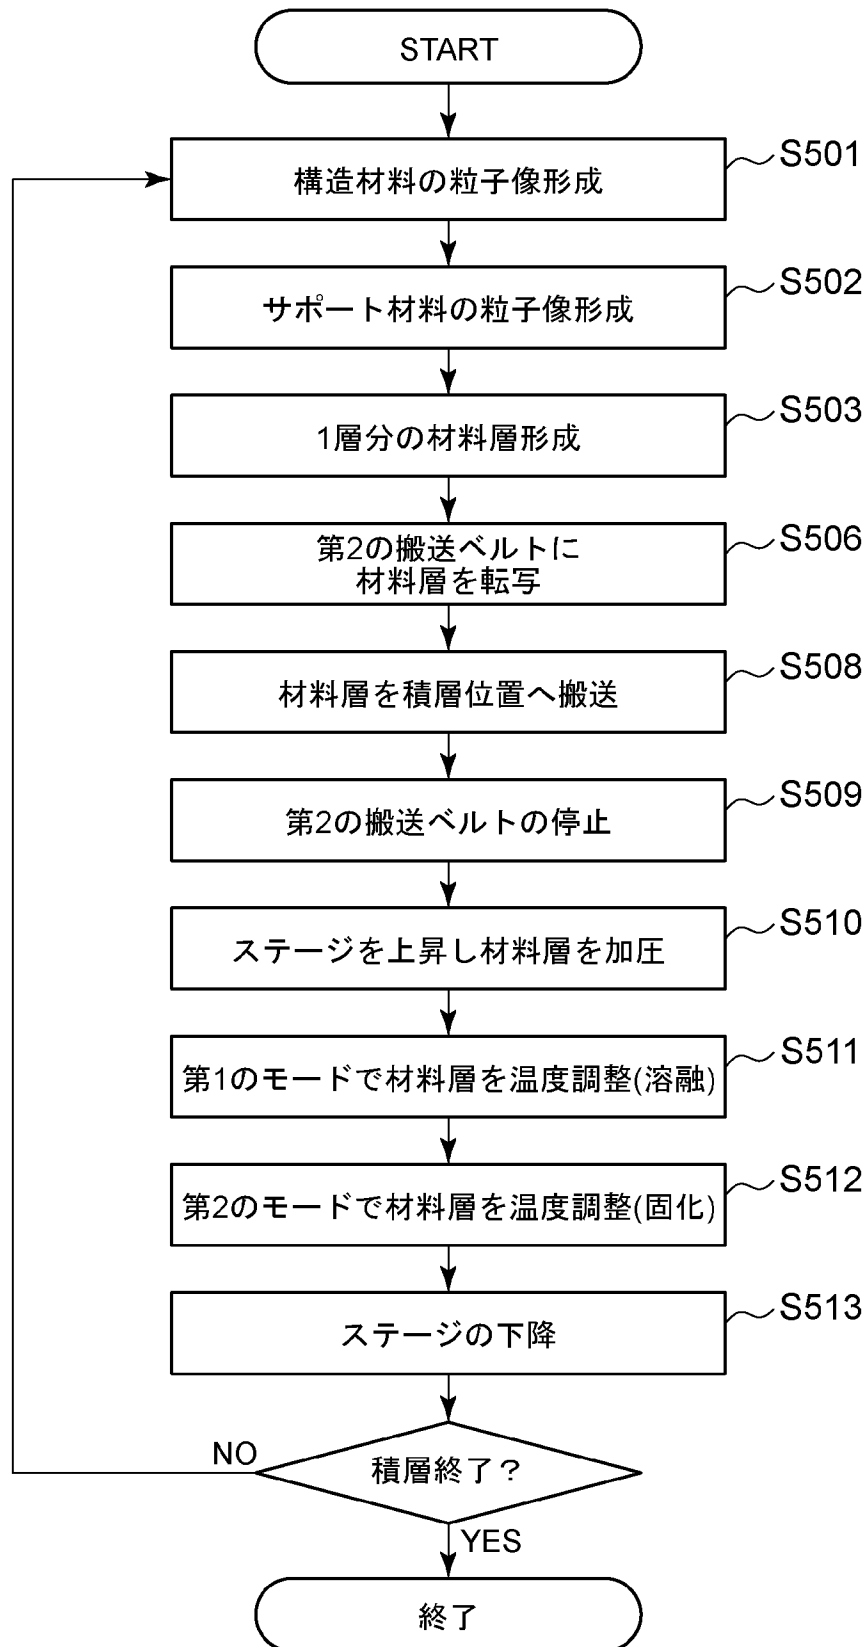 START
構造材料の粒子像形成
S501
サポート材料の粒子像形成
S502
1層分の材料層形成
S503
第2の搬送ベルトに
材料層を転写
S506
材料層を積層位置へ搬送
S508
第2の搬送ベルトの停止
S509
ステージを上昇し材料層を加圧
S510
第1のモードで材料層を温度調整(溶融)
S511
第2のモードで材料層を温度調整(固化)
S512
ステージの下降
S513
NO
積層終了?
YES
終了